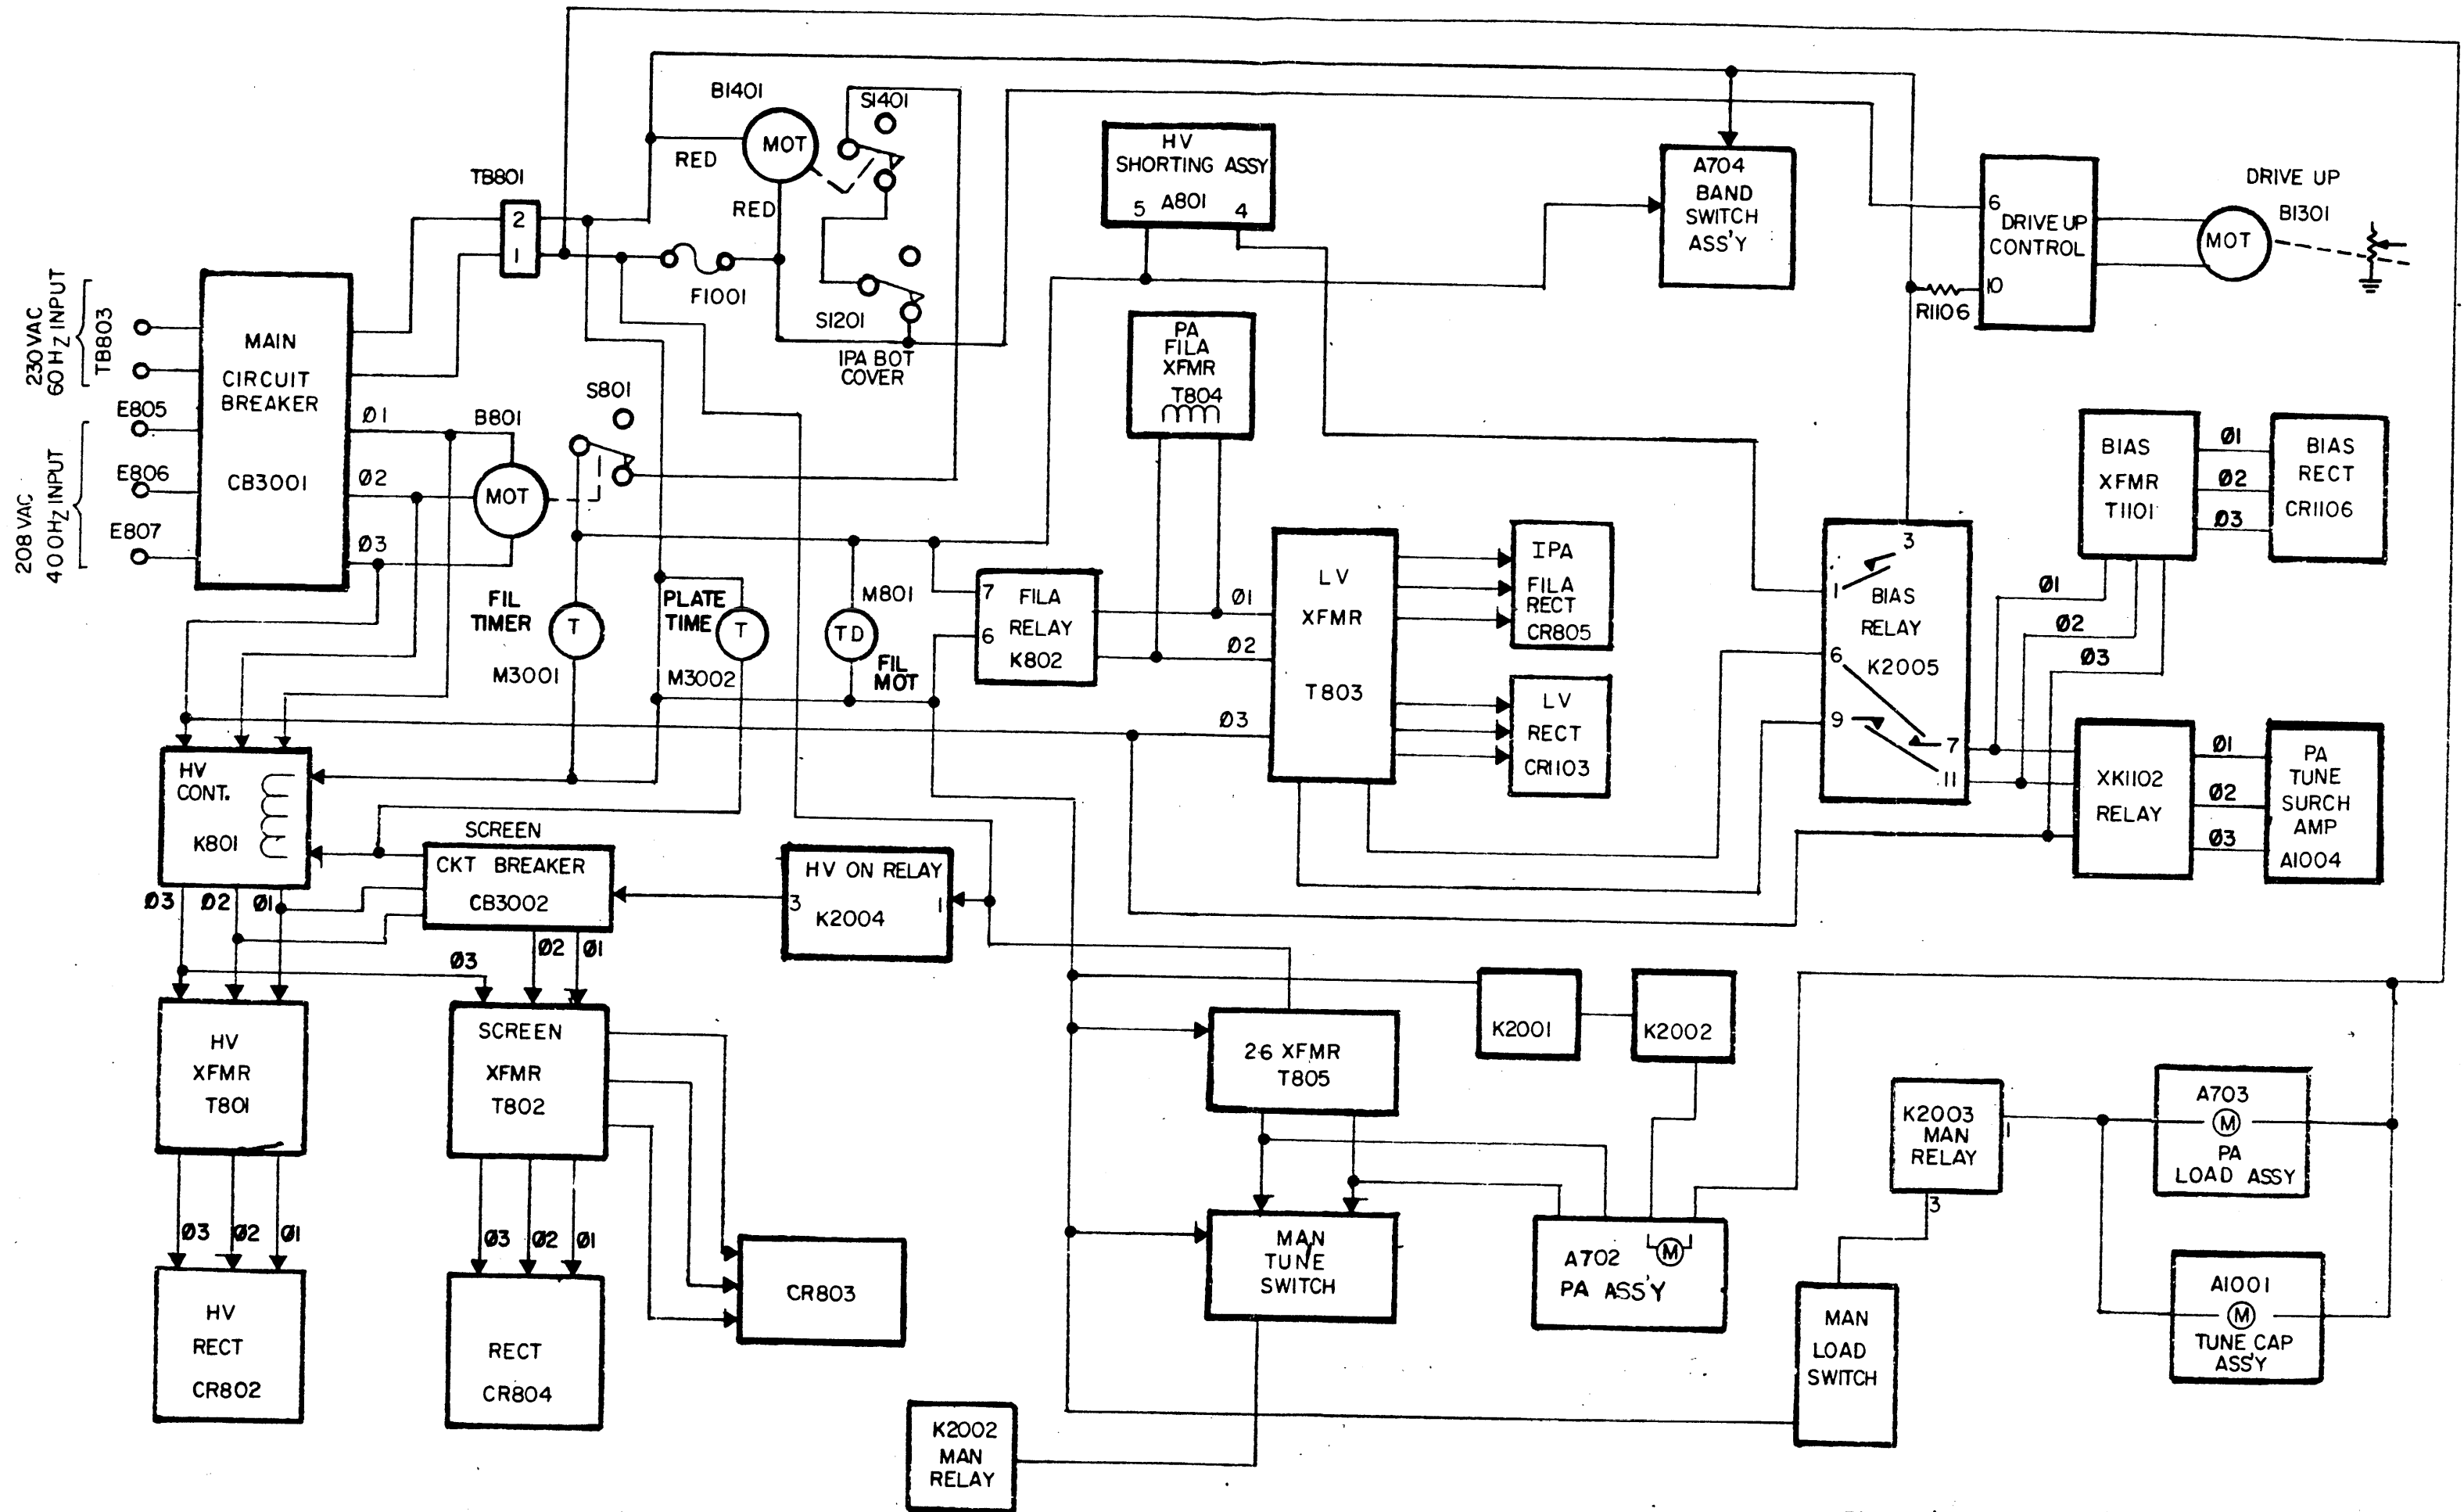 B1401
MOT
RED
RED
S1401
TB801
2
1
F1001
S1201
IPA BOT
COVER
HV
SHORTING ASSY
A801
5
4
A704
BAND
SWITCH
ASS'Y
6
DRIVE UP
CONTROL
10
R1106
DRIVE UP
B1301
MOT
230VAC
60HZ INPUT
TB803
208 VAC
400HZ INPUT
E805
E806
E807
MAIN
CIRCUIT
BREAKER
CB3001
Ø1
Ø2
Ø3
B801
MOT
S801
PA
FILA
XFMR
T804
FIL
TIMER
T
M3001
PLATE
TIME
T
M3002
M801
TD
FIL
MOT
7
6
FILA
RELAY
K802
Ø1
Ø2
Ø3
LV
XFMR
T803
IPA
FILA
RECT
CR805
LV
RECT
CR1103
3
1
BIAS
RELAY
6
K2005
9
7
11
BIAS
XFMR
T1101
Ø1
Ø2
Ø3
BIAS
RECT
CR1106
Ø1
Ø2
Ø3
XK1102
RELAY
Ø1
Ø2
Ø3
PA
TUNE
SURCH
AMP
A1004
HV
CONT.
K801
Ø3
Ø2
Ø1
SCREEN
CKT BREAKER
CB3002
Ø2
Ø1
Ø3
HV ON RELAY
3
K2004
1
HV
XFMR
T801
Ø3
Ø2
Ø1
HV
RECT
CR802
SCREEN
XFMR
T802
Ø3
Ø2
Ø1
RECT
CR804
CR803
26 XFMR
T805
MAN
TUNE
SWITCH
K2002
MAN
RELAY
K2001
K2002
A702
M
PA ASS'Y
K2003
MAN
RELAY
1
3
MAN
LOAD
SWITCH
A703
M
PA
LOAD ASSY
A1001
M
TUNE CAP
ASS'Y